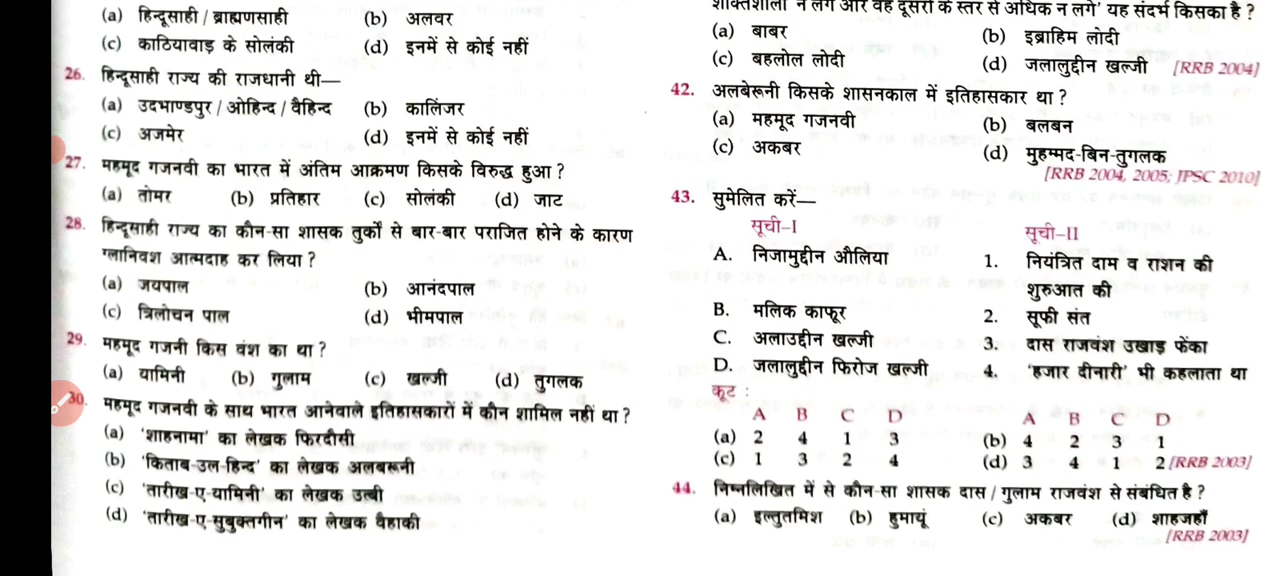 (a) हिन्दूसाही / ब्राह्मणसाही (b) अलवर
(c) काठियावाड़ के सोलंकी (d) इनमें से कोई नहीं
26. हिन्दूसाही राज्य की राजधानी थी—
(a) उदभाण्डपुर / ओहिन्द / वैहिन्द (b) कालिंजर
(c) अजमेर (d) इनमें से कोई नहीं
27. महमूद गजनवी का भारत में अंतिम आक्रमण किसके विरुद्ध हुआ ?
(a) तोमर (b) प्रतिहार (c) सोलंकी (d) जाट
28. हिन्दूसाही राज्य का कौन-सा शासक तुर्कों से बार-बार पराजित होने के कारण
ग्लानिवश आत्मदाह कर लिया ?
(a) जयपाल (b) आनंदपाल
(c) त्रिलोचन पाल (d) भीमपाल
29. महमूद गजनी किस वंश का था ?
(a) यामिनी (b) गुलाम (c) खल्जी (d) तुगलक
30. महमूद गजनवी के साथ भारत आनेवाले इतिहासकारों में कौन शामिल नहीं था ?
(a) 'शाहनामा' का लेखक फिरदौसी
(b) 'किताब-उल-हिन्द' का लेखक अलबरूनी
(c) 'तारीख-ए-यामिनी' का लेखक उत्बी
(d) 'तारीख-ए-सुबुक्तगीन' का लेखक वैहाकी
शक्तिशाली न लगे और वह दूसरों के स्तर से अधिक न लगे' यह संदर्भ किसका है ?
(a) बाबर (b) इब्राहिम लोदी
(c) बहलोल लोदी (d) जलालुद्दीन खल्जी [RRB 2004]
42. अलबेरूनी किसके शासनकाल में इतिहासकार था ?
(a) महमूद गजनवी (b) बलबन
(c) अकबर (d) मुहम्मद-बिन-तुगलक
[RRB 2004, 2005; JPSC 2010]
43. सुमेलित करें—
सूची-I सूची-II
A. निजामुद्दीन औलिया 1. नियंत्रित दाम व राशन की
शुरुआत की
B. मलिक काफूर 2. सूफी संत
C. अलाउद्दीन खल्जी 3. दास राजवंश उखाड़ फेंका
D. जलालुद्दीन फिरोज खल्जी 4. 'हजार दीनारी' भी कहलाता था
कूट :
A B C D A B C D
(a) 2 4 1 3 (b) 4 2 3 1
(c) 1 3 2 4 (d) 3 4 1 2 [RRB 2003]
44. निम्नलिखित में से कौन-सा शासक दास / गुलाम राजवंश से संबंधित है ?
(a) इल्तुतमिश (b) हुमायूं (c) अकबर (d) शाहजहाँ
[RRB 2003]